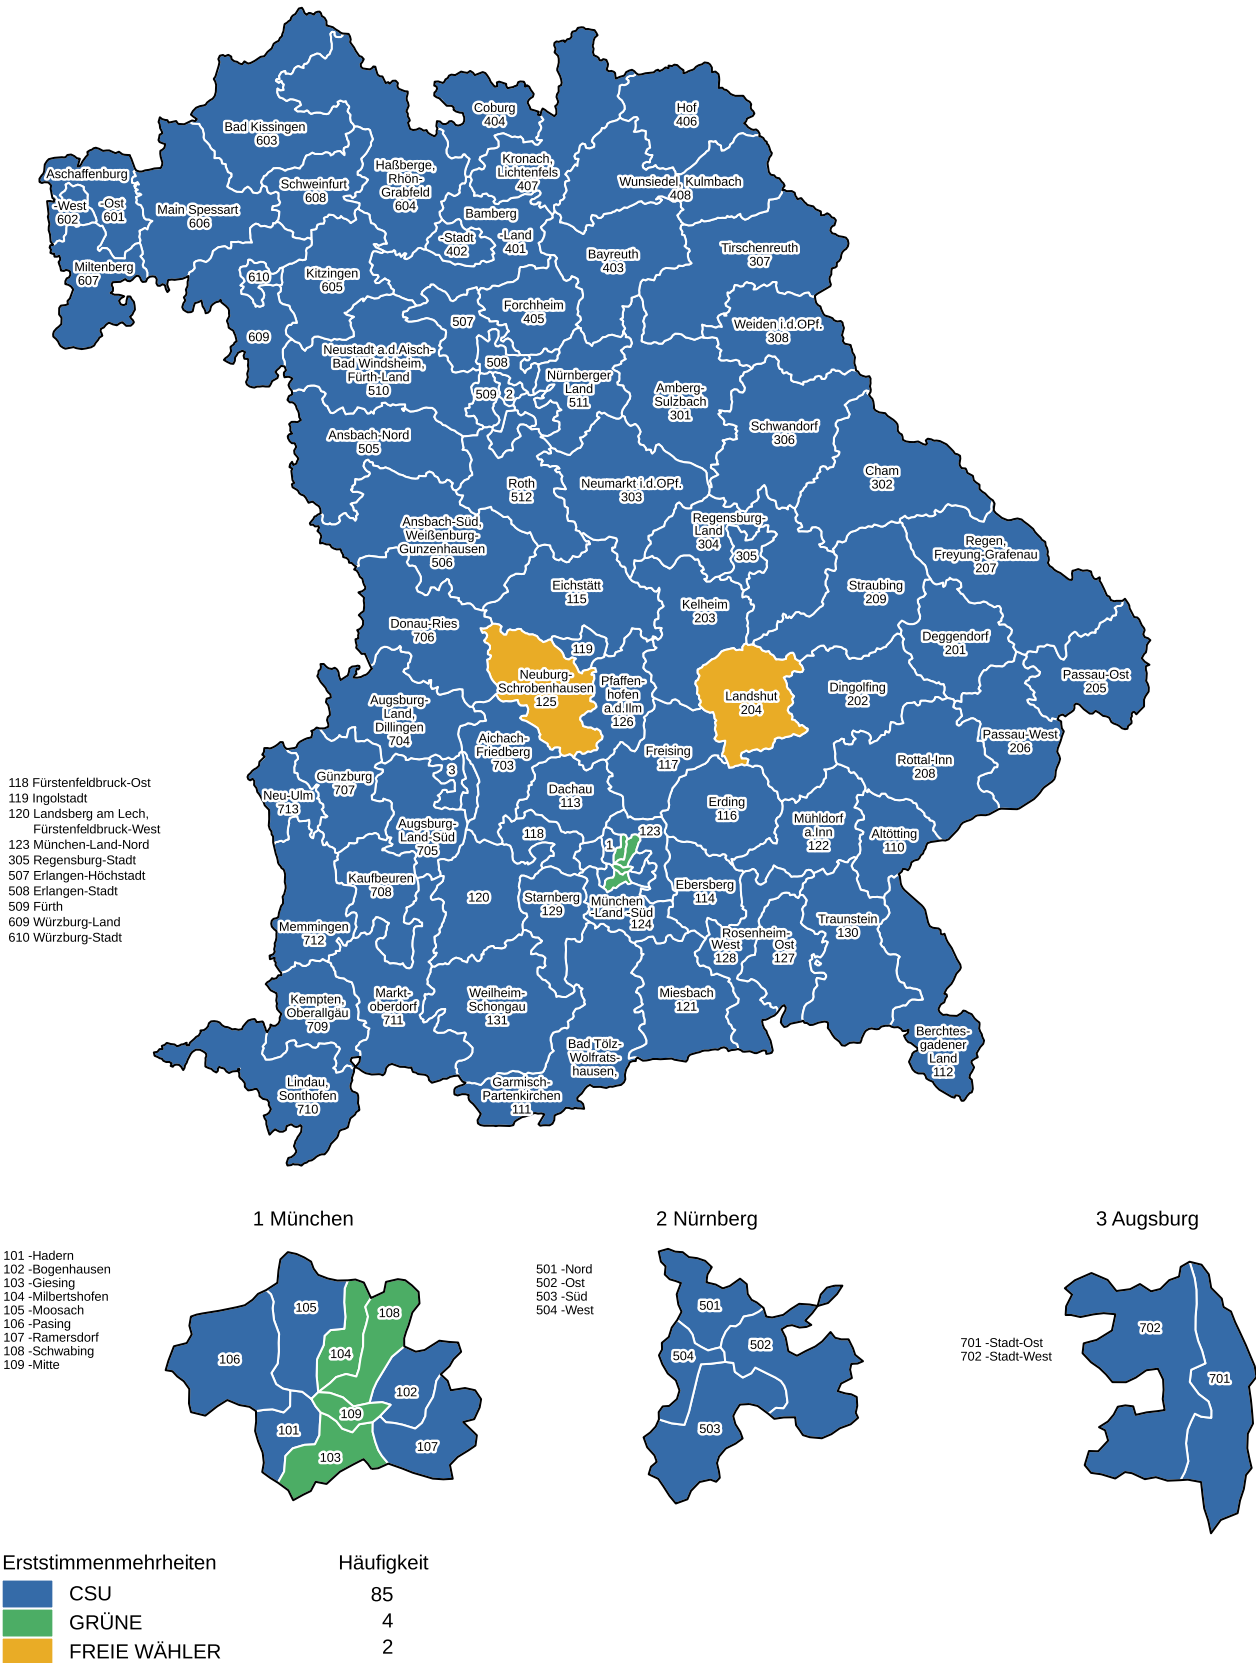 Hof
406
Coburg
404
Bad Kissingen
603
Kronach,
Lichtenfels
407
Haßberge,
Rhön-
Grabfeld
604
Aschaffenburg
Schweinfurt
608
Wunsiedel, Kulmbach
408
-West
602
-Ost
601
Main Spessart
606
Bamberg
-Stadt
402
-Land
401
Bayreuth
403
Tirschenreuth
307
Miltenberg
607
610
Kitzingen
605
Forchheim
405
507
Weiden i.d.OPf.
308
609
Neustadt a.d.Aisch-
Bad Windsheim,
Fürth-Land
510
508
509
2
Nürnberger
Land
511
Amberg-
Sulzbach
301
Schwandorf
306
Ansbach-Nord
505
Cham
302
Roth
512
Neumarkt i.d.OPf.
303
Regensburg-
Land
304
305
Ansbach-Süd,
Weißenburg-
Gunzenhausen
506
Regen,
Freyung-Grafenau
207
Eichstätt
115
Straubing
209
Kelheim
203
Donau-Ries
706
Deggendorf
201
119
Neuburg-
Schrobenhausen
125
Pfaffen-
hofen
a.d.Ilm
126
Landshut
204
Dingolfing
202
Passau-Ost
205
Augsburg-
Land,
Dillingen
704
Passau-West
206
Aichach-
Friedberg
703
Freising
117
Rottal-Inn
208
3
Günzburg
707
Neu-Ulm
713
Dachau
113
Erding
116
Mühldorf
a.Inn
122
Altötting
110
Augsburg-
Land-Süd
705
118
1
123
118 Fürstenfeldbruck-Ost
119 Ingolstadt
120 Landsberg am Lech,
Fürstenfeldbruck-West
123 München-Land-Nord
305 Regensburg-Stadt
507 Erlangen-Höchstadt
508 Erlangen-Stadt
509 Fürth
609 Würzburg-Land
610 Würzburg-Stadt
Kaufbeuren
708
120
Starnberg
129
München
-Land -Süd
124
Ebersberg
114
Memmingen
712
Rosenheim-
West
128
Ost
127
Traunstein
130
Kempten,
Oberallgäu
709
Markt-
oberdorf
711
Weilheim-
Schongau
131
Miesbach
121
Bad Tölz-
Wolfrats-
hausen,
Garmisch-
Partenkirchen
111
Berchtes-
gadener
Land
112
Lindau,
Sonthofen
710
1 München
101 -Hadern
102 -Bogenhausen
103 -Giesing
104 -Milbertshofen
105 -Moosach
106 -Pasing
107 -Ramersdorf
108 -Schwabing
109 -Mitte
105
108
106
104
102
109
101
107
103
2 Nürnberg
501 -Nord
502 -Ost
503 -Süd
504 -West
501
502
504
503
3 Augsburg
701 -Stadt-Ost
702 -Stadt-West
702
701
Erststimmenmehrheiten Häufigkeit
CSU 85
GRÜNE 4
FREIE WÄHLER 2